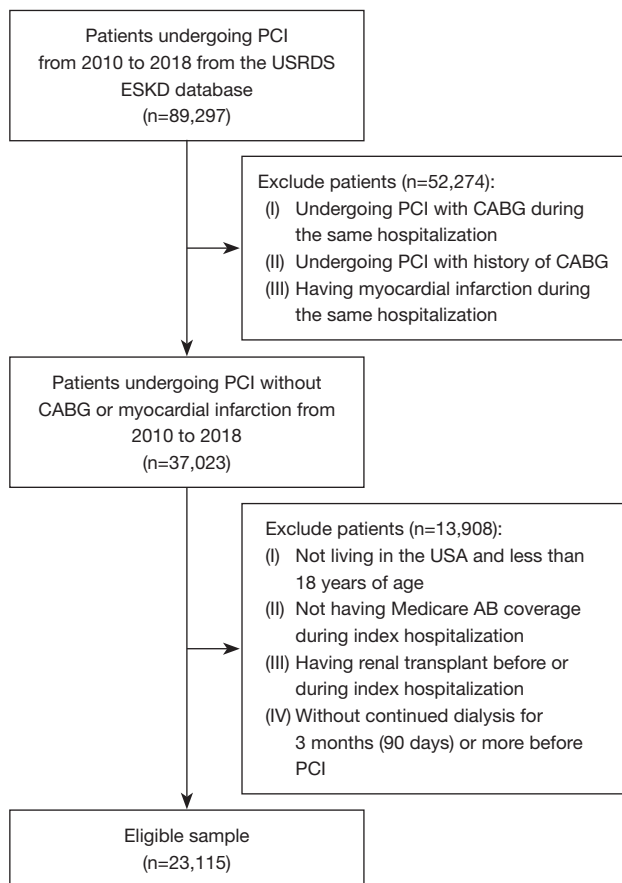 Patients undergoing PCI
from 2010 to 2018 from the USRDS
ESKD database
(n=89,297)
Exclude patients (n=52,274):
(I) Undergoing PCI with CABG during
the same hospitalization
(II) Undergoing PCI with history of CABG
(III) Having myocardial infarction during
the same hospitalization
Patients undergoing PCI without
CABG or myocardial infarction from
2010 to 2018
(n=37,023)
Exclude patients (n=13,908):
(I) Not living in the USA and less than
18 years of age
(II) Not having Medicare AB coverage
during index hospitalization
(III) Having renal transplant before or
during index hospitalization
(IV) Without continued dialysis for
3 months (90 days) or more before
PCI
Eligible sample
(n=23,115)